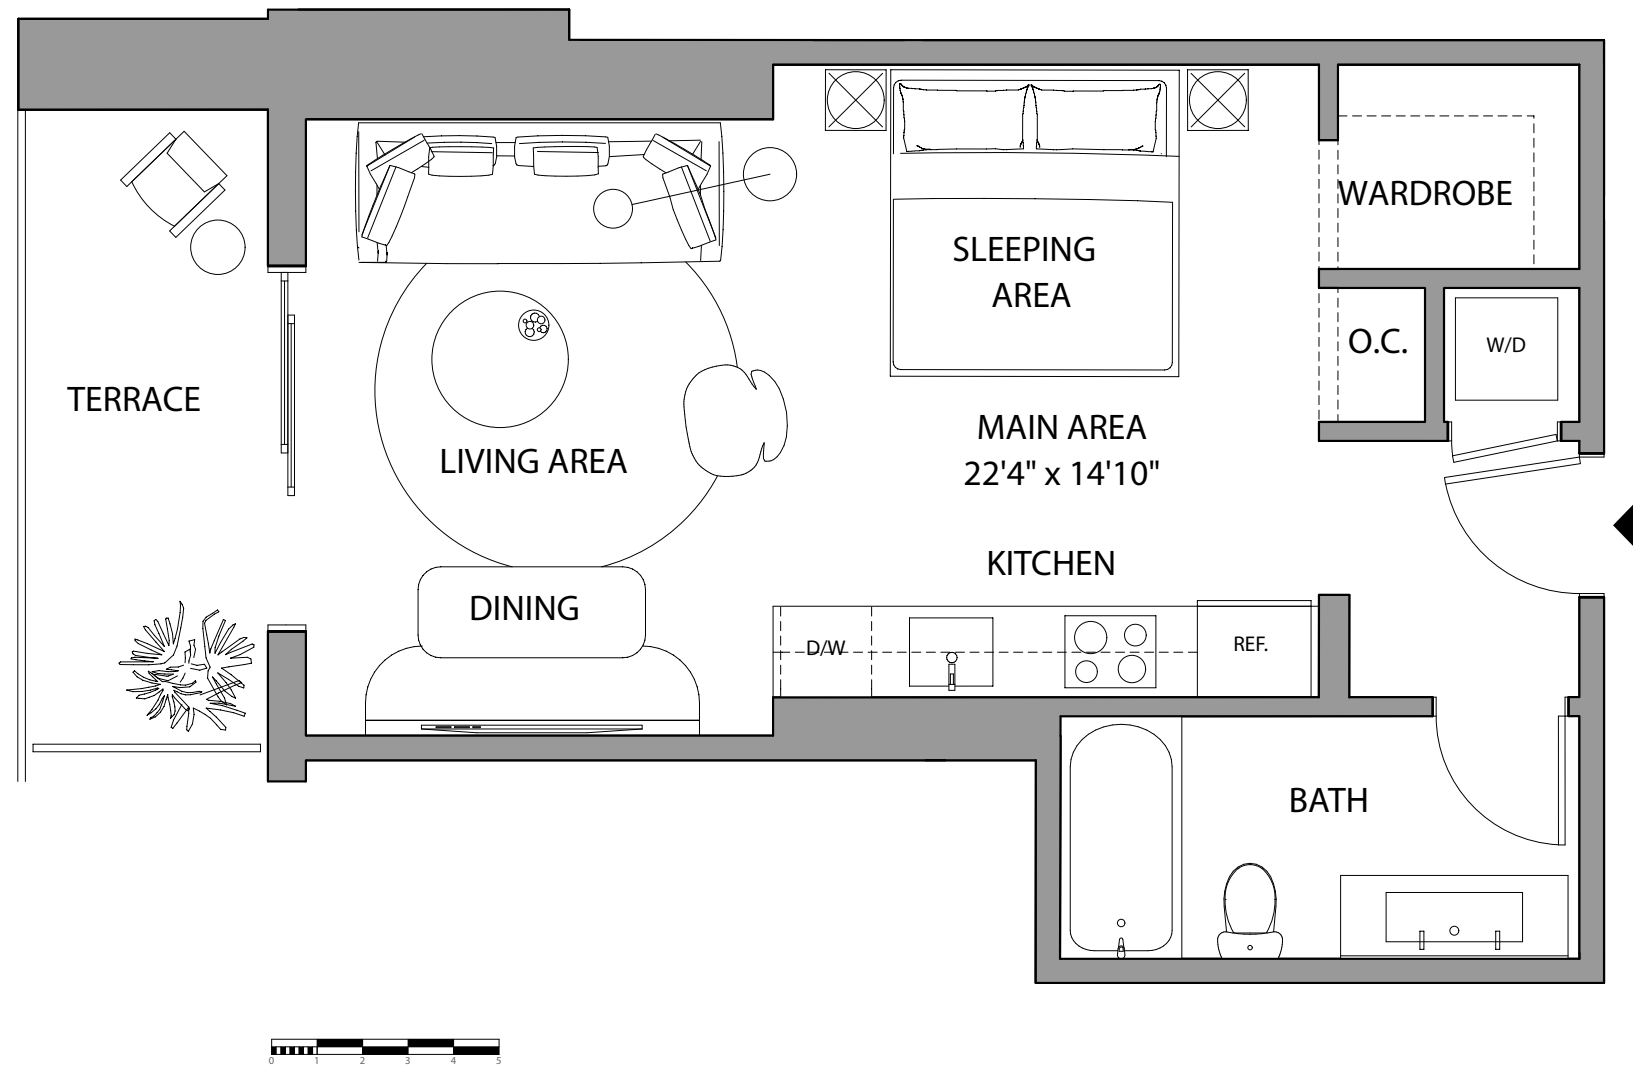 WARDROBE
SLEEPING
AREA
O.C.
W/D
TERRACE
MAIN AREA
22'4" x 14'10"
LIVING AREA
KITCHEN
DINING
D/W
REF.
BATH
0 1 2 3 4 5